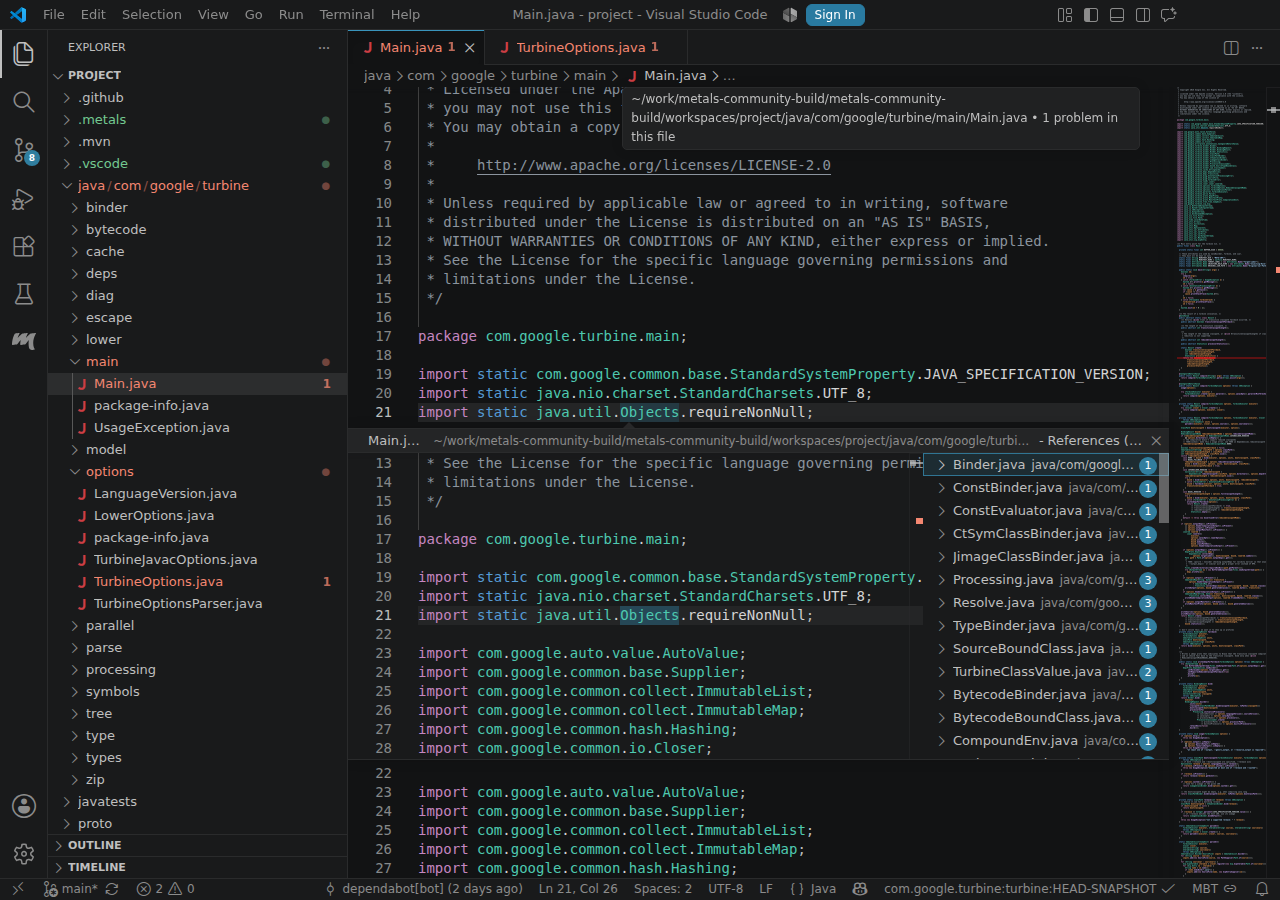 File Edit Selection View Go Run Terminal Help Main.java - project - Visual Studio Code Sign In
EXPLORER
PROJECT
.github
.metals
.mvn
8
.vscode
java/com/google/turbine
binder
bytecode
cache
deps
diag
escape
lower
main
Main.java 1
package-info.java
UsageException.java
model
options
LanguageVersion.java
LowerOptions.java
package-info.java
TurbineJavacOptions.java
TurbineOptions.java 1
TurbineOptionsParser.java
parallel
parse
processing
symbols
tree
type
types
zip
javatests
proto
OUTLINE
TIMELINE
Main.java 1 TurbineOptions.java 1
java > com > google > turbine > main > Main.java > ...
4 * Licensed under the Apa
5 * you may not use this
6 * You may obtain a copy
7 *
8 * http://www.apache.org/licenses/LICENSE-2.0
9 *
10 * Unless required by applicable law or agreed to in writing, software
11 * distributed under the License is distributed on an "AS IS" BASIS,
12 * WITHOUT WARRANTIES OR CONDITIONS OF ANY KIND, either express or implied.
13 * See the License for the specific language governing permissions and
14 * limitations under the License.
15 */
16
17 package com.google.turbine.main;
18
19 import static com.google.common.base.StandardSystemProperty.JAVA_SPECIFICATION_VERSION;
20 import static java.nio.charset.StandardCharsets.UTF_8;
21 import static java.util.Objects.requireNonNull;
~/work/metals-community-build/metals-community-
build/workspaces/project/java/com/google/turbine/main/Main.java • 1 problem in
this file
Main.j... ~/work/metals-community-build/metals-community-build/workspaces/project/java/com/google/turbi... - References (...
13 * See the License for the specific language governing permi
14 * limitations under the License.
15 */
16
17 package com.google.turbine.main;
18
19 import static com.google.common.base.StandardSystemProperty.
20 import static java.nio.charset.StandardCharsets.UTF_8;
21 import static java.util.Objects.requireNonNull;
22
23 import com.google.auto.value.AutoValue;
24 import com.google.common.base.Supplier;
25 import com.google.common.collect.ImmutableList;
26 import com.google.common.collect.ImmutableMap;
27 import com.google.common.hash.Hashing;
28 import com.google.common.io.Closer;
Binder.java java/com/googl... 1
ConstBinder.java java/com/... 1
ConstEvaluator.java java/c... 1
CtSymClassBinder.java ja... 1
JimageClassBinder.java ja... 1
Processing.java java/com/g... 3
Resolve.java java/com/goo... 3
TypeBinder.java java/com/g... 1
SourceBoundClass.java jav... 1
TurbineClassValue.java jav... 2
BytecodeBinder.java java/... 1
BytecodeBoundClass.java... 1
CompoundEnv.java java/co... 1
22
23 import com.google.auto.value.AutoValue;
24 import com.google.common.base.Supplier;
25 import com.google.common.collect.ImmutableList;
26 import com.google.common.collect.ImmutableMap;
27 import com.google.common.hash.Hashing;
main* 2 0 dependabot[bot] (2 days ago) Ln 21, Col 26 Spaces: 2 UTF-8 LF { } Java com.google.turbine:turbine:HEAD-SNAPSHOT MBT